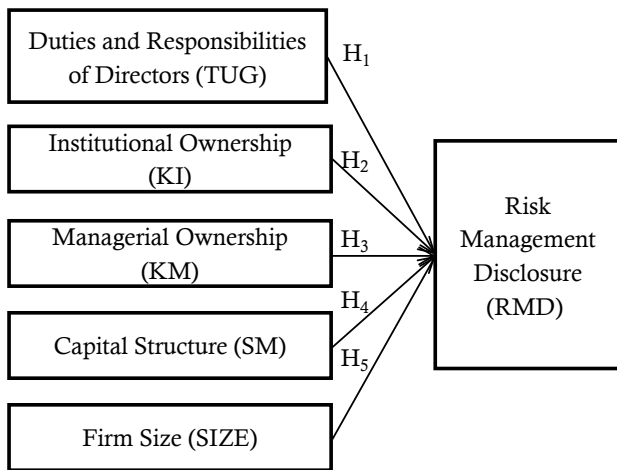 Duties and Responsibilities
of Directors (TUG)
H₁
Institutional Ownership
(KI)
H₂
Managerial Ownership
(KM)
H₃
Capital Structure (SM)
H₄
Firm Size (SIZE)
H₅
Risk
Management
Disclosure
(RMD)